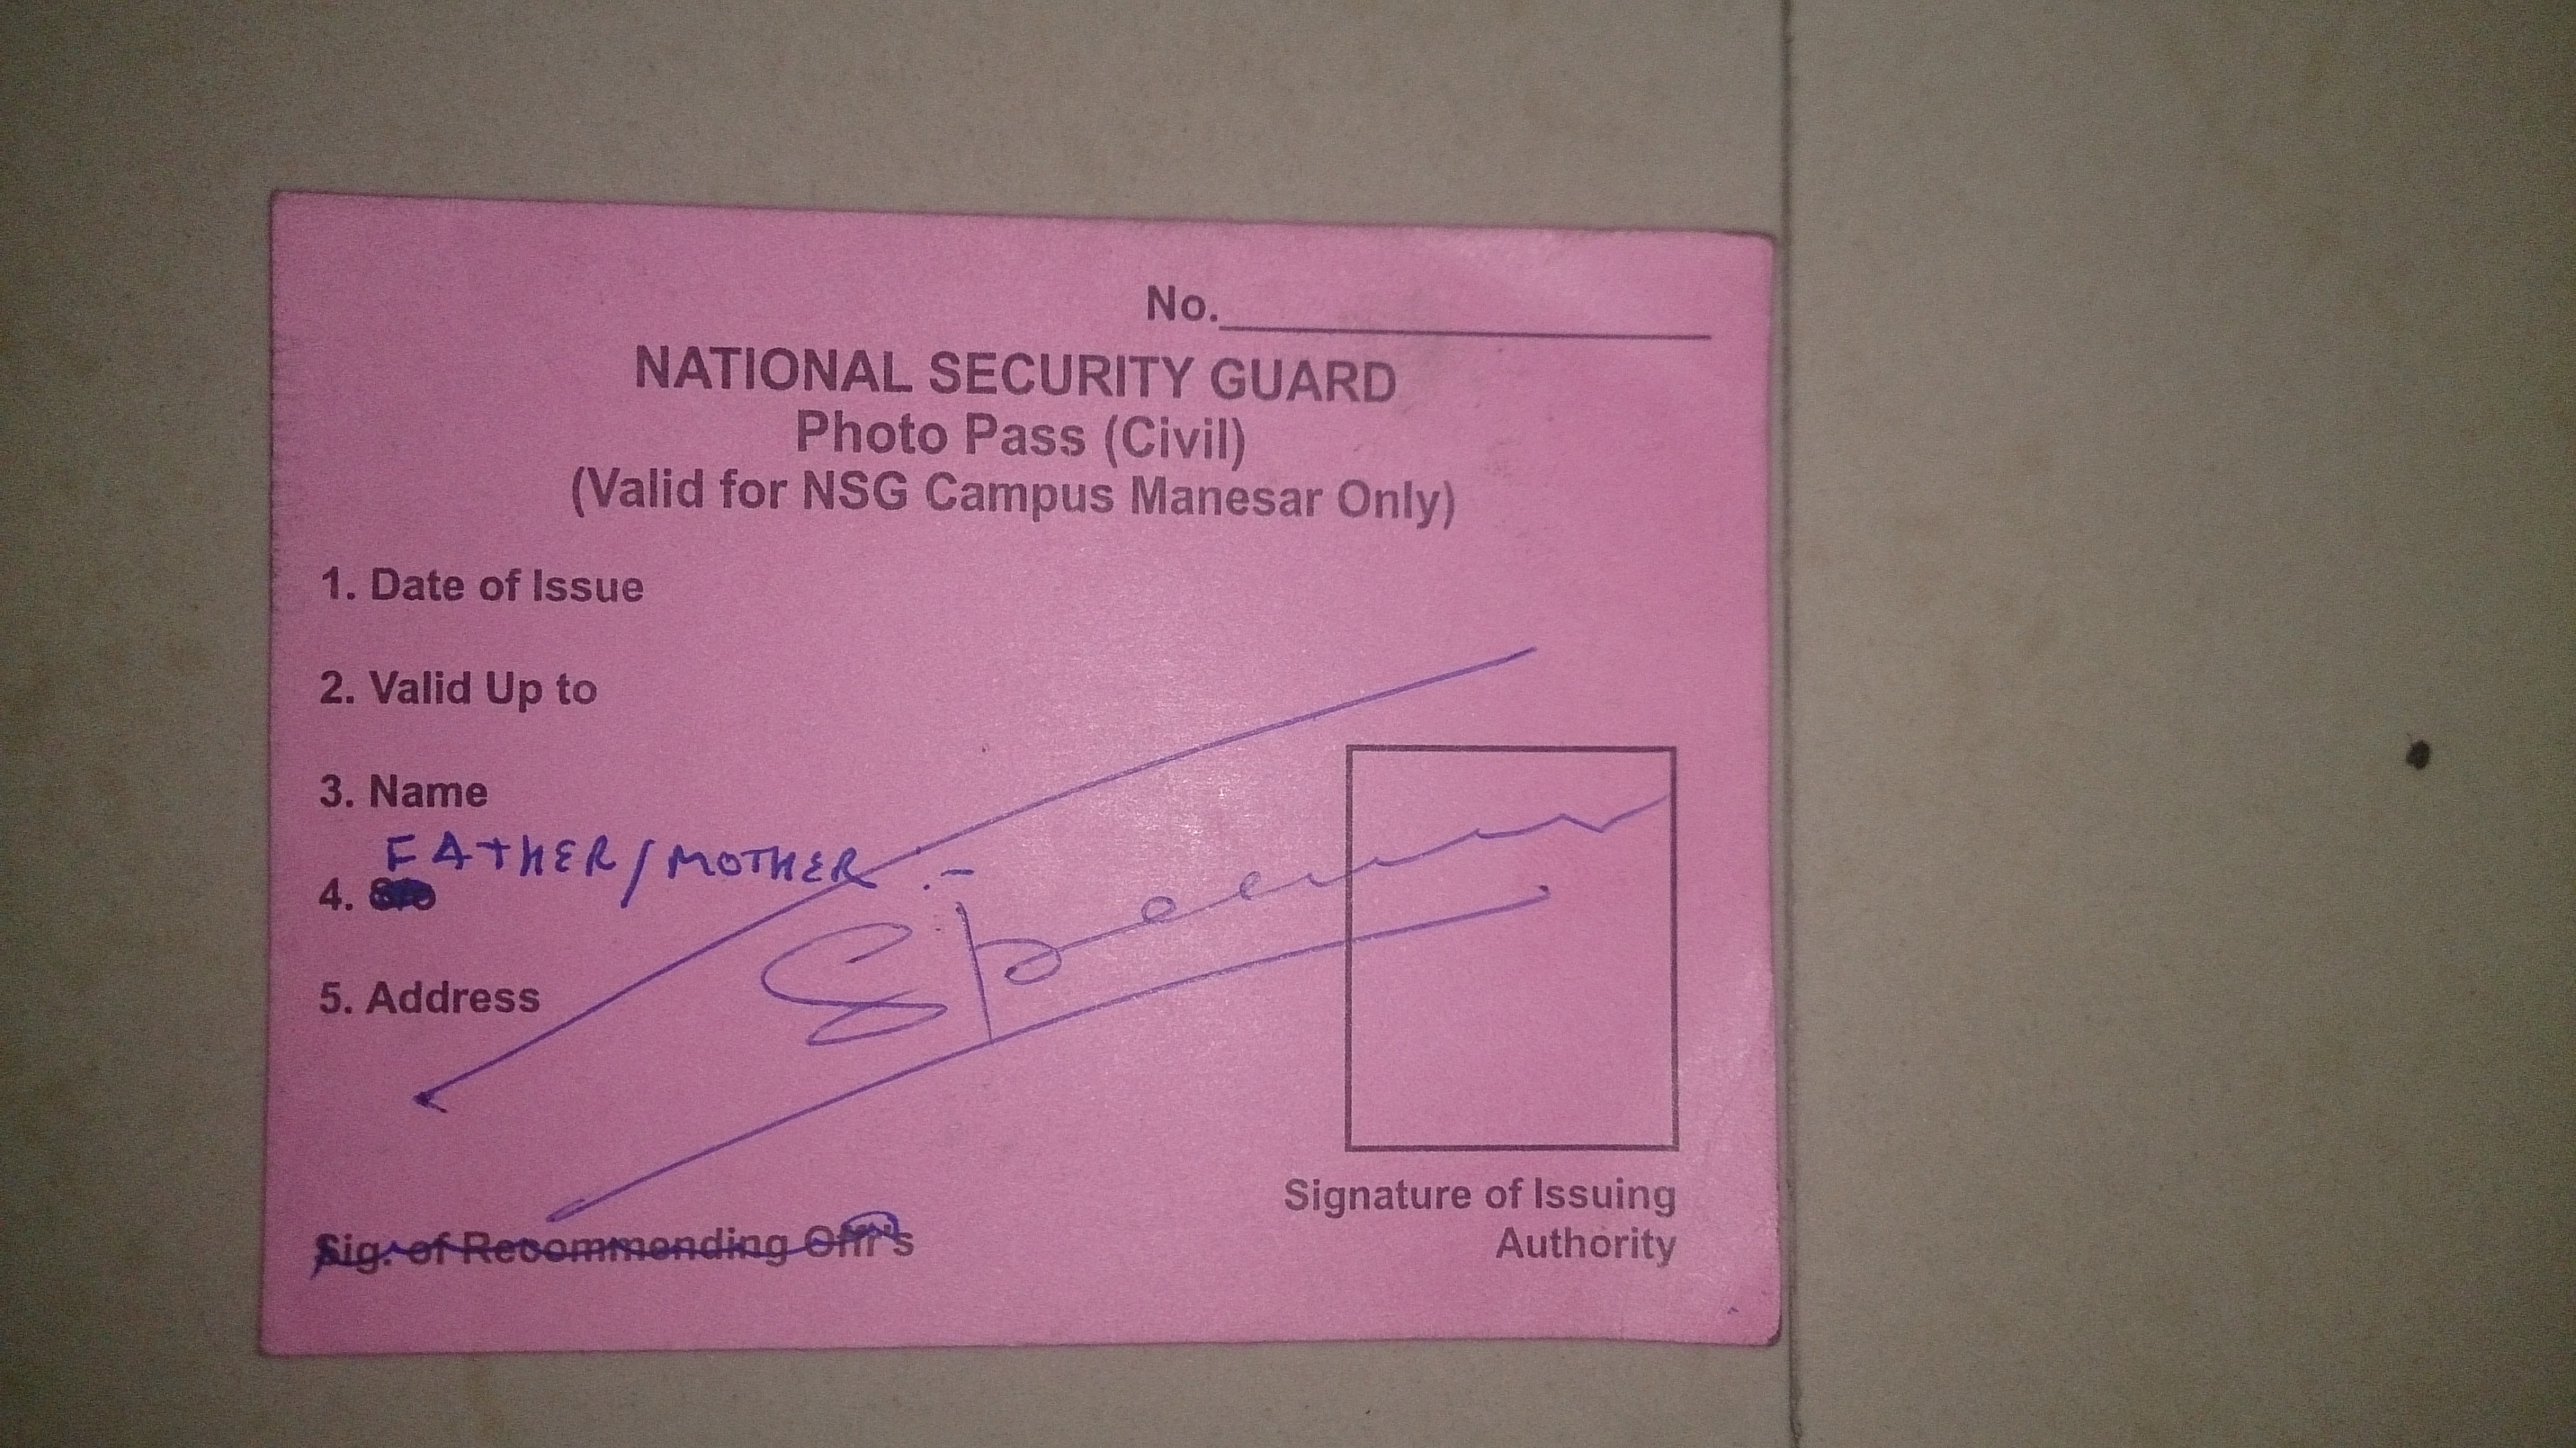 No.
NATIONAL SECURITY GUARD
Photo Pass (Civil)
(Valid for NSG Campus Manesar Only)
1. Date of Issue
2. Valid Up to
3. Name
FATHER/MOTHER :-
4.
5. Address
Specimen
Sig. of Recommending Offr's
Signature of Issuing
Authority